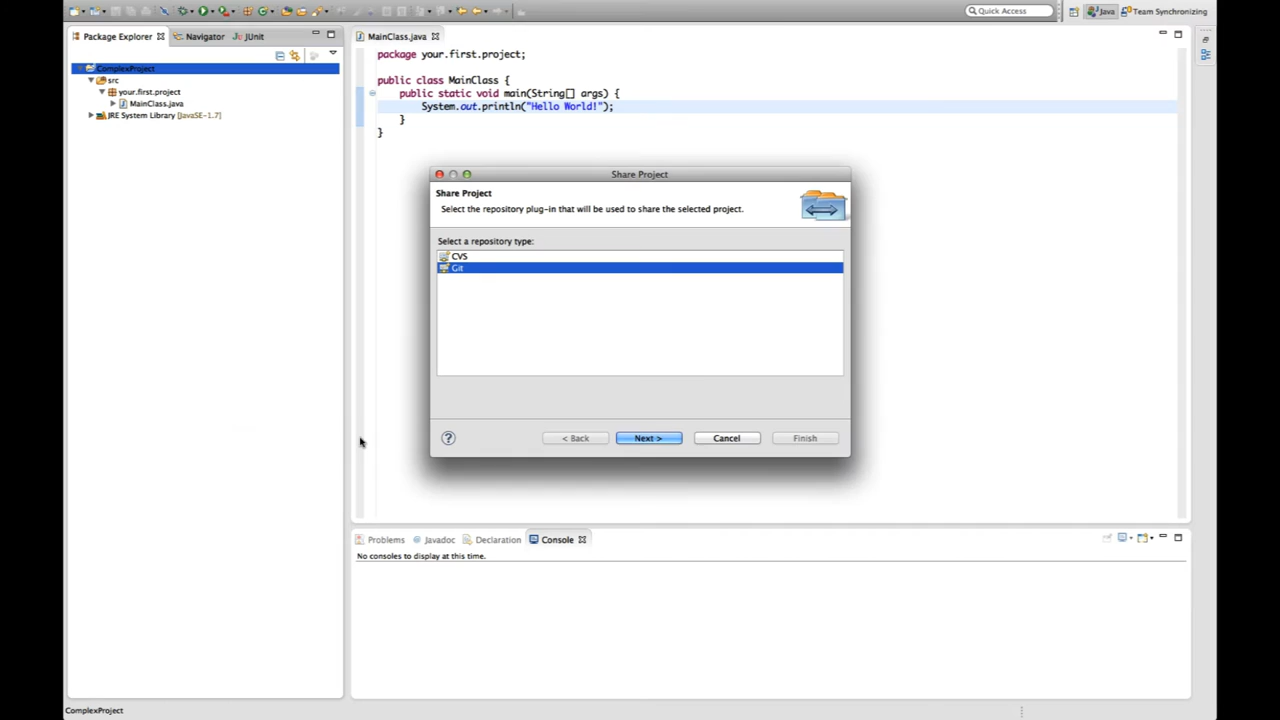 Quick Access
Java
Team Synchronizing
Package Explorer
Navigator
JUnit
MainClass.java
ComplexProject
src
your.first.project
MainClass.java
JRE System Library [JavaSE-1.7]
package your.first.project;
public class MainClass {
public static void main(String[] args) {
System.out.println("Hello World!");
}
}
Share Project
Share Project
Select the repository plug-in that will be used to share the selected project.
Select a repository type:
CVS
Git
?
< Back
Next >
Cancel
Finish
Problems
Javadoc
Declaration
Console
No consoles to display at this time.
ComplexProject